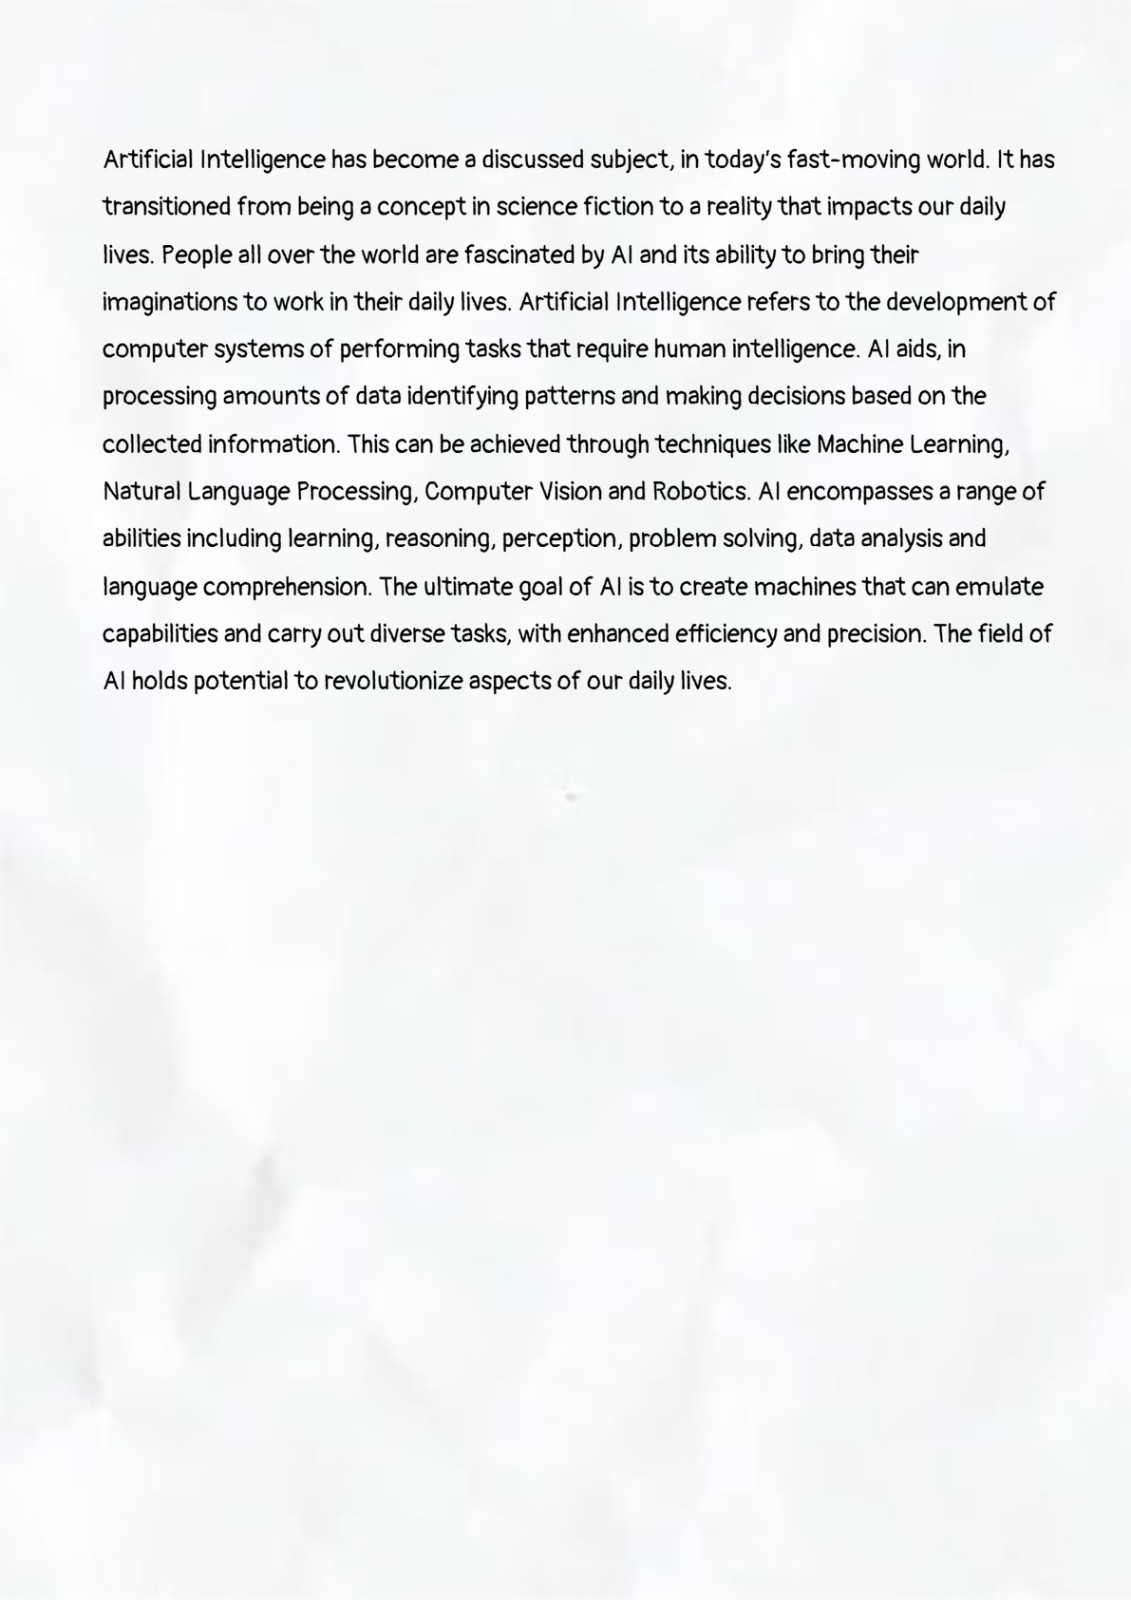 Artificial Intelligence has become a discussed subject, in today's fast-moving world. It has
transitioned from being a concept in science fiction to a reality that impacts our daily
lives. People all over the world are fascinated by AI and its ability to bring their
imaginations to work in their daily lives. Artificial Intelligence refers to the development of
computer systems of performing tasks that require human intelligence. AI aids, in
processing amounts of data identifying patterns and making decisions based on the
collected information. This can be achieved through techniques like Machine Learning,
Natural Language Processing, Computer Vision and Robotics. AI encompasses a range of
abilities including learning, reasoning, perception, problem solving, data analysis and
language comprehension. The ultimate goal of AI is to create machines that can emulate
capabilities and carry out diverse tasks, with enhanced efficiency and precision. The field of
AI holds potential to revolutionize aspects of our daily lives.